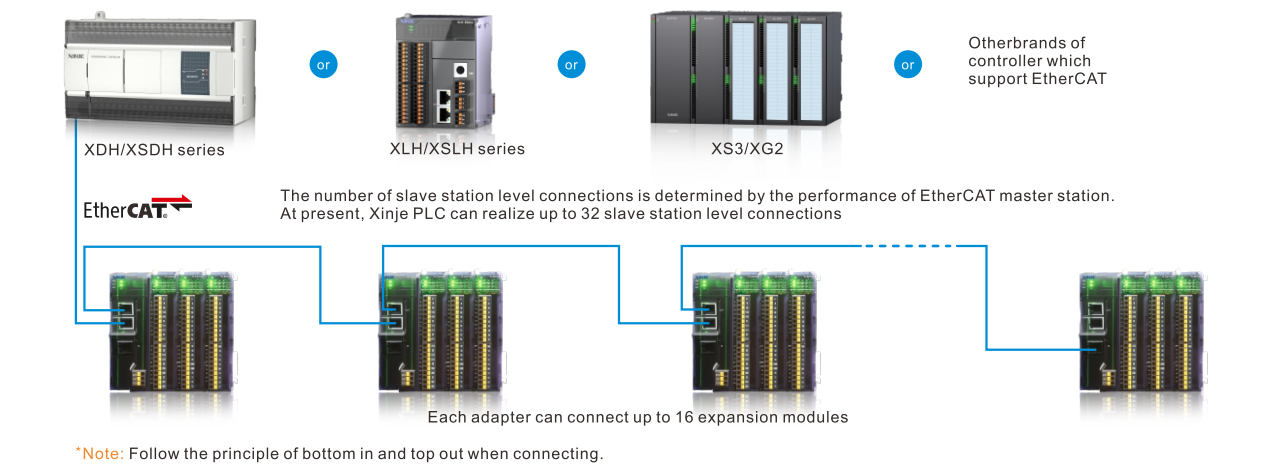 XINJE
or
or
or
Otherbrands of
controller which
support EtherCAT
XDH/XSDH series
XLH/XSLH series
XS3/XG2
EtherCAT
The number of slave station level connections is determined by the performance of EtherCAT master station.
At present, Xinje PLC can realize up to 32 slave station level connections
Each adapter can connect up to 16 expansion modules
*Note: Follow the principle of bottom in and top out when connecting.